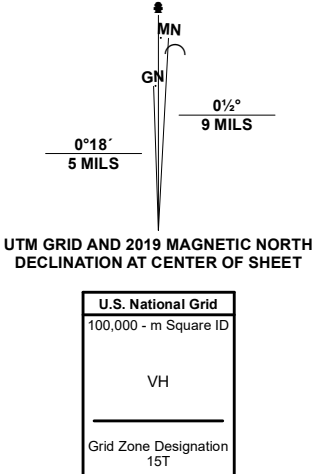 MN
GN
0½°
9 MILS
0°18´
5 MILS
UTM GRID AND 2019 MAGNETIC NORTH
DECLINATION AT CENTER OF SHEET
U.S. National Grid
100,000 - m Square ID
VH
Grid Zone Designation
15T